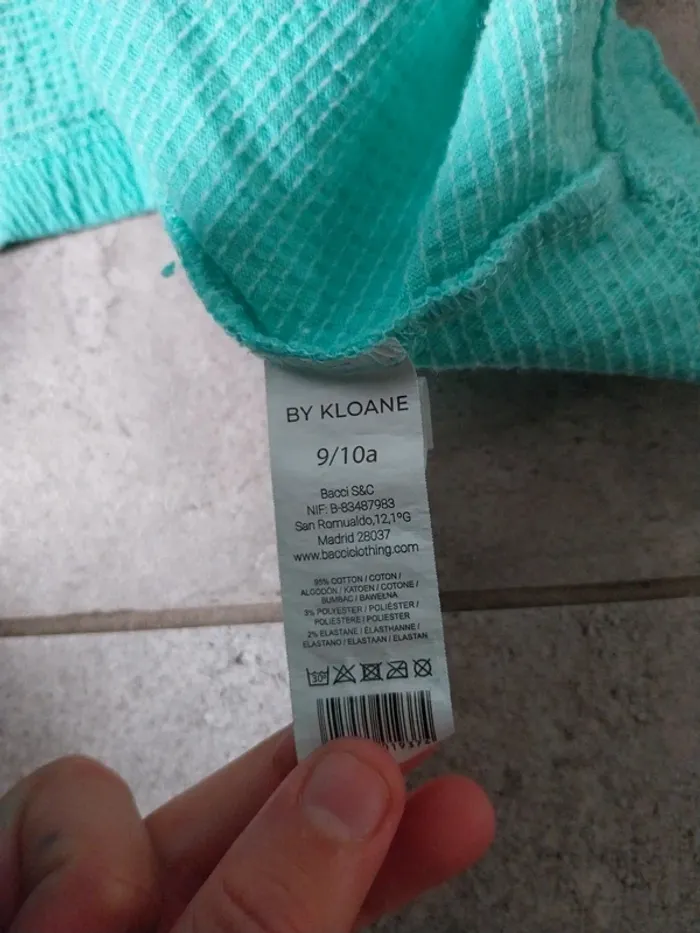 BY KLOANE
9/10a
Bacci S&C
NIF: B-83487983
San Romualdo,12,1ºG
Madrid 28037
www.bacciclothing.com
95% COTTON / COTON /
ALGODÓN / KATOEN / COTONE /
BUMBAC / BAWEŁNA
3% POLYESTER / POLIÉSTER /
POLIESTERE / POLIESTER
2% ELASTANE / ÉLASTHANNE /
ELASTANO / ELASTAAN / ELASTAN
30º